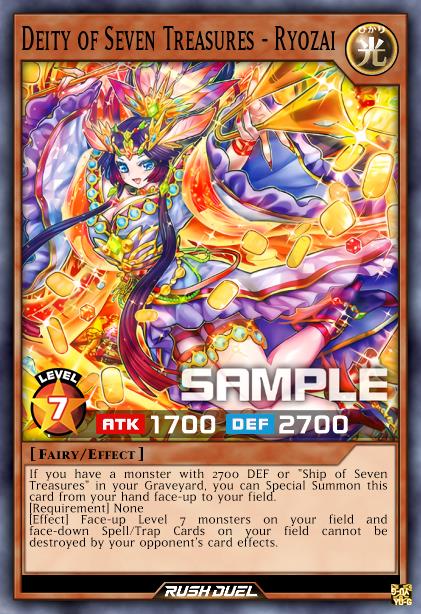 Deity of Seven Treasures - Ryozai
ひかり
光
SAMPLE
LEVEL
7
ATK 1700 DEF 2700
[ Fairy/Effect ]
If you have a monster with 2700 DEF or "Ship of Seven
Treasures" in your Graveyard, you can Special Summon this
card from your hand face-up to your field.
[Requirement] None
[Effect] Face-up Level 7 monsters on your field and
face-down Spell/Trap Cards on your field cannot be
destroyed by your opponent's card effects.
RUSH DUEL